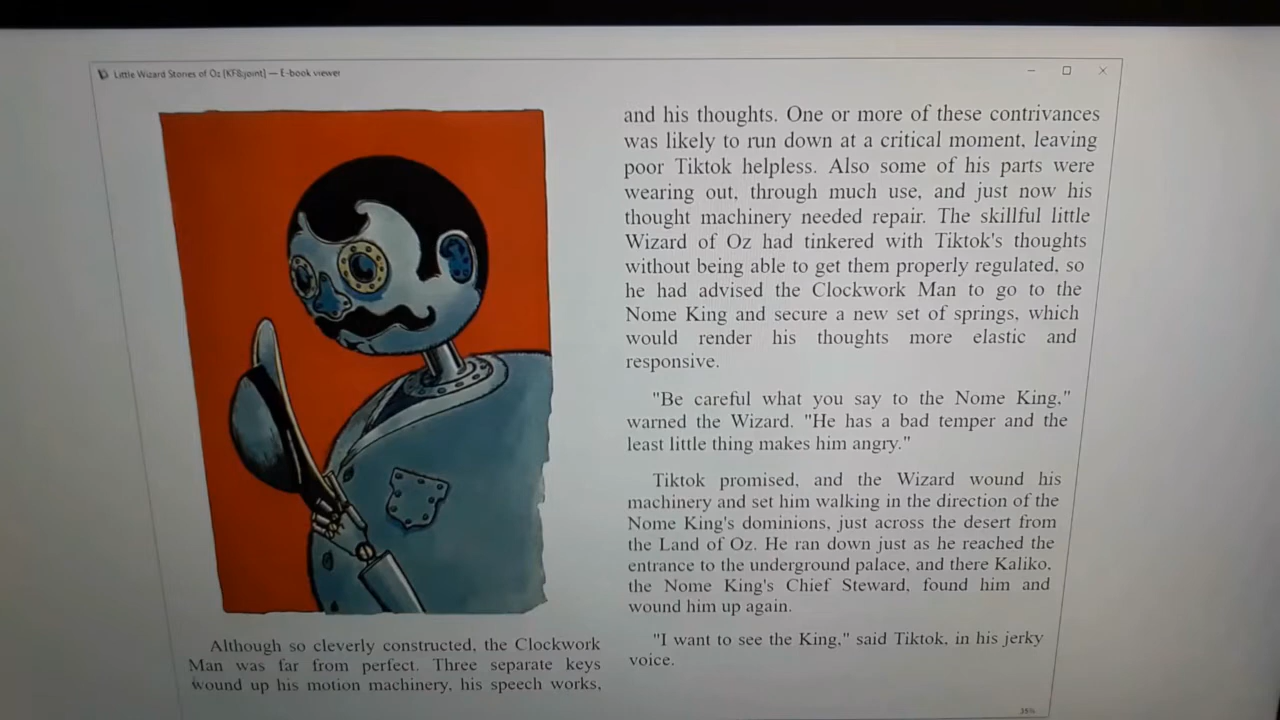 Little Wizard Stories of Oz [KF8:joint] — E-book viewer
Although so cleverly constructed, the Clockwork
Man was far from perfect. Three separate keys
wound up his motion machinery, his speech works,
and his thoughts. One or more of these contrivances
was likely to run down at a critical moment, leaving
poor Tiktok helpless. Also some of his parts were
wearing out, through much use, and just now his
thought machinery needed repair. The skillful little
Wizard of Oz had tinkered with Tiktok's thoughts
without being able to get them properly regulated, so
he had advised the Clockwork Man to go to the
Nome King and secure a new set of springs, which
would render his thoughts more elastic and
responsive.
"Be careful what you say to the Nome King,"
warned the Wizard. "He has a bad temper and the
least little thing makes him angry."
Tiktok promised, and the Wizard wound his
machinery and set him walking in the direction of the
Nome King's dominions, just across the desert from
the Land of Oz. He ran down just as he reached the
entrance to the underground palace, and there Kaliko,
the Nome King's Chief Steward, found him and
wound him up again.
"I want to see the King," said Tiktok, in his jerky
voice.
35%